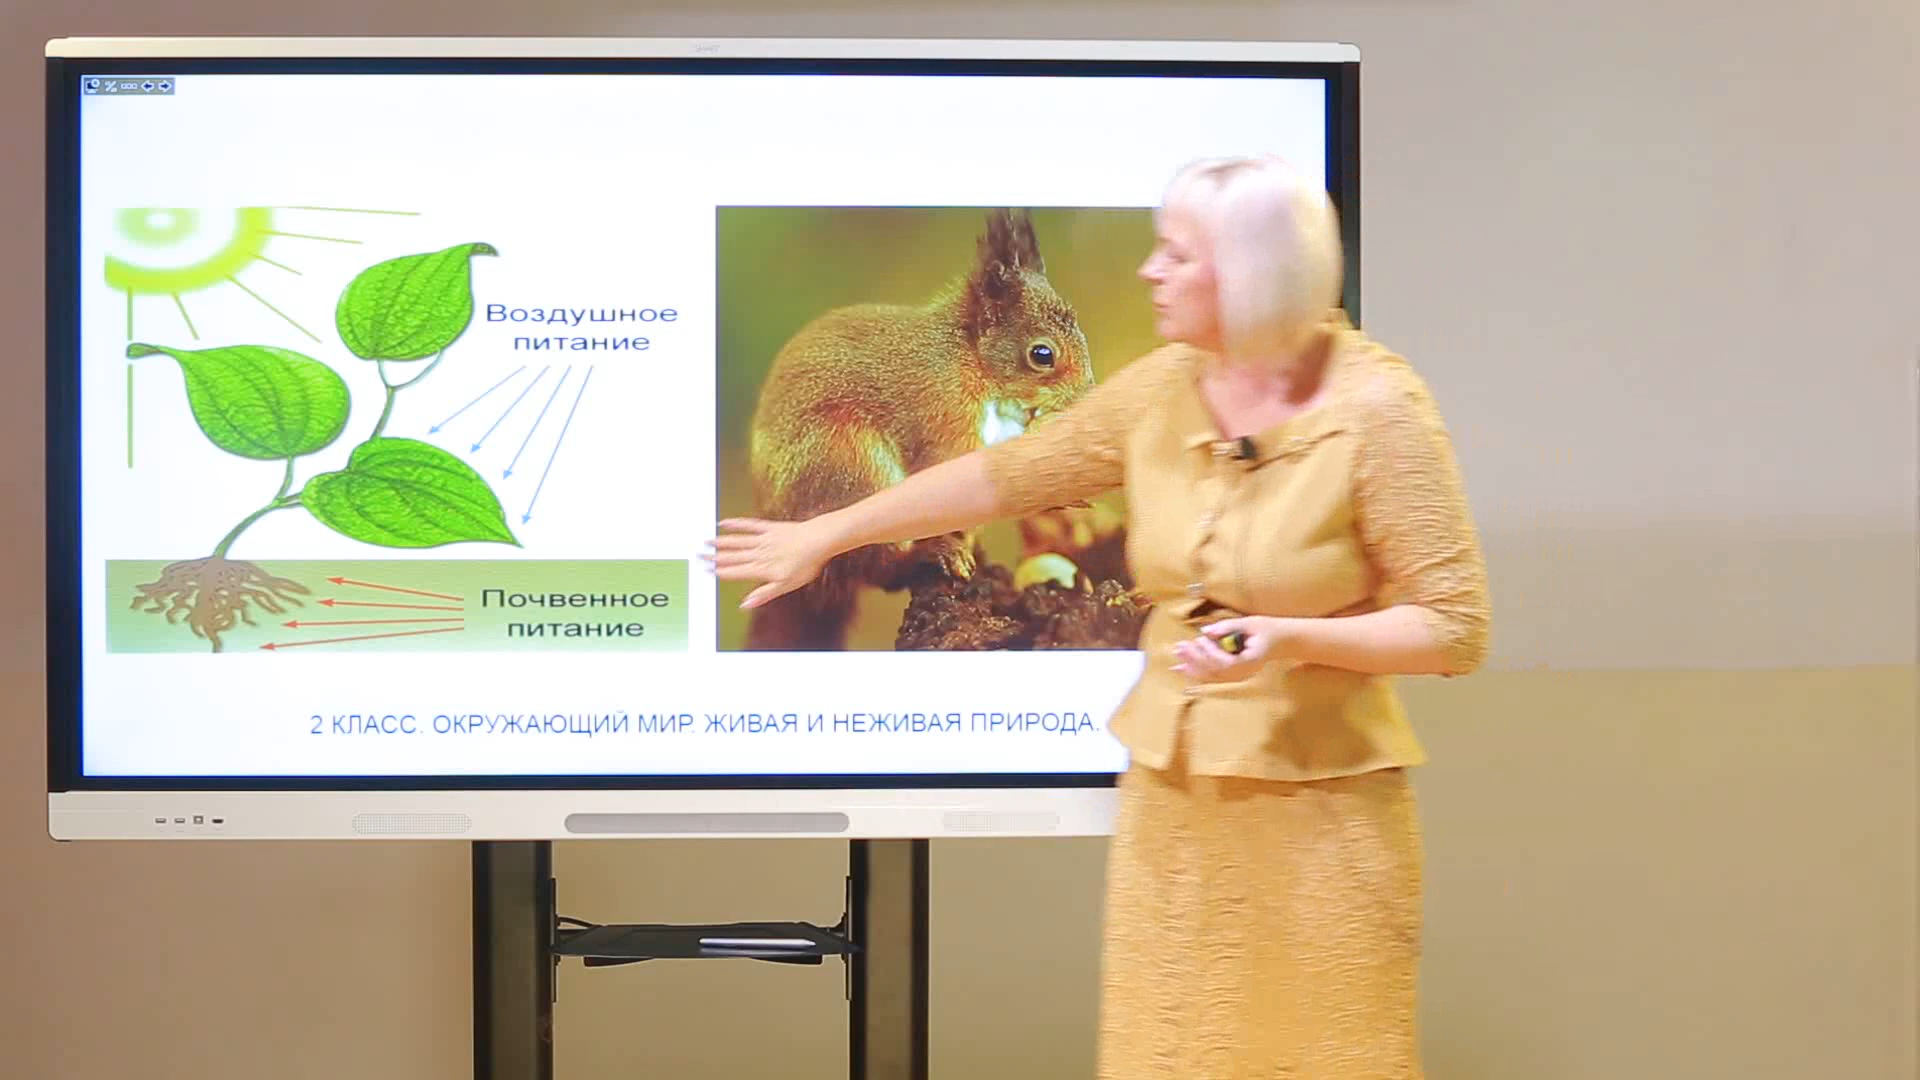 Воздушное
питание
Почвенное
питание
2 КЛАСС. ОКРУЖАЮЩИЙ МИР. ЖИВАЯ И НЕЖИВАЯ ПРИРОДА.